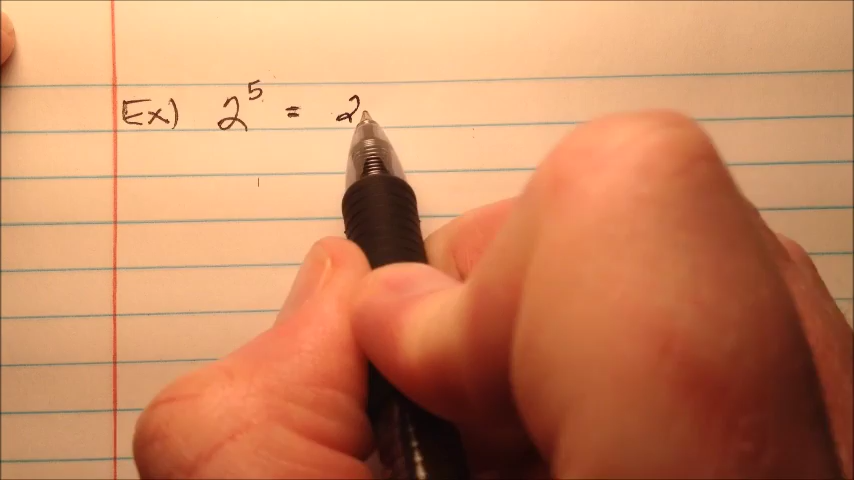 Ex) 2⁵ = 2